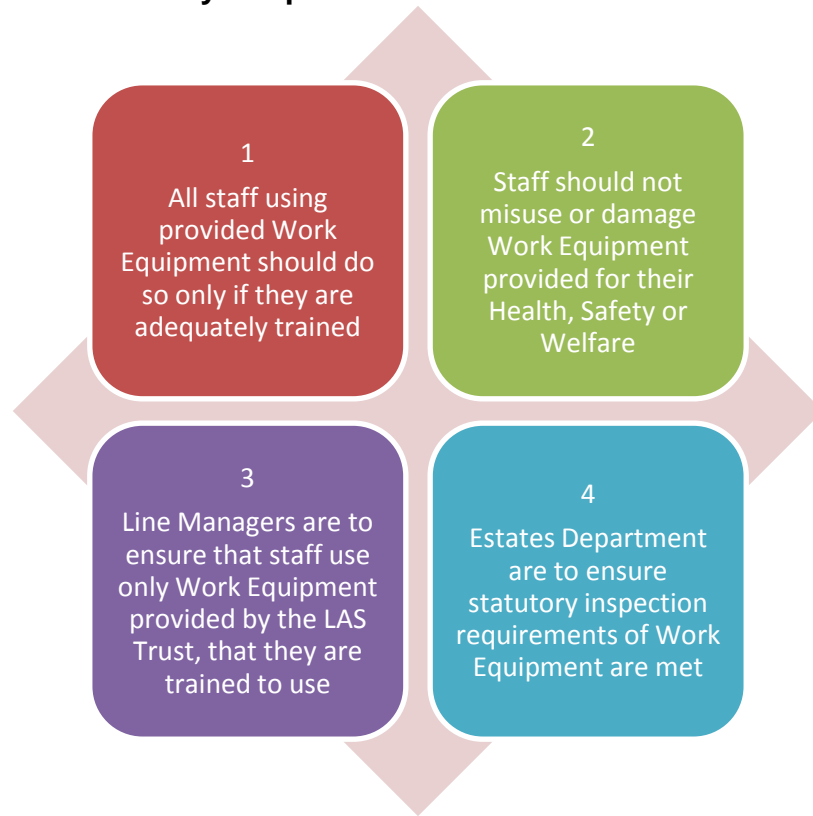 1
All staff using
provided Work
Equipment should do
so only if they are
adequately trained
2
Staff should not
misuse or damage
Work Equipment
provided for their
Health, Safety or
Welfare
3
Line Managers are to
ensure that staff use
only Work Equipment
provided by the LAS
Trust, that they are
trained to use
4
Estates Department
are to ensure
statutory inspection
requirements of Work
Equipment are met